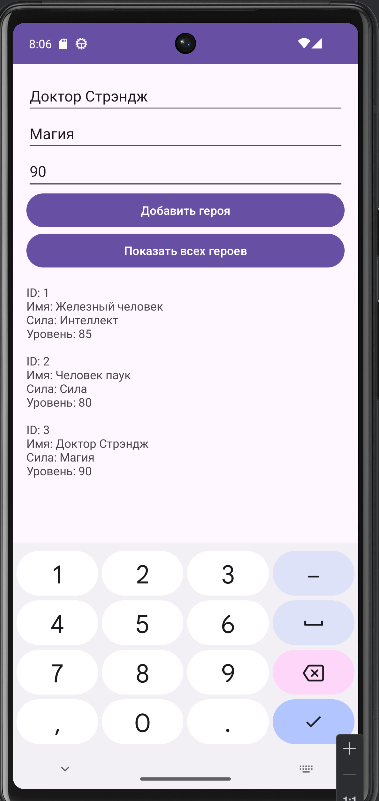 8:06
Доктор Стрэндж
Магия
90
Добавить героя
Показать всех героев
ID: 1
Имя: Железный человек
Сила: Интеллект
Уровень: 85
ID: 2
Имя: Человек паук
Сила: Сила
Уровень: 80
ID: 3
Имя: Доктор Стрэндж
Сила: Магия
Уровень: 90
1 2 3 –
4 5 6
7 8 9
, 0 .
1:1